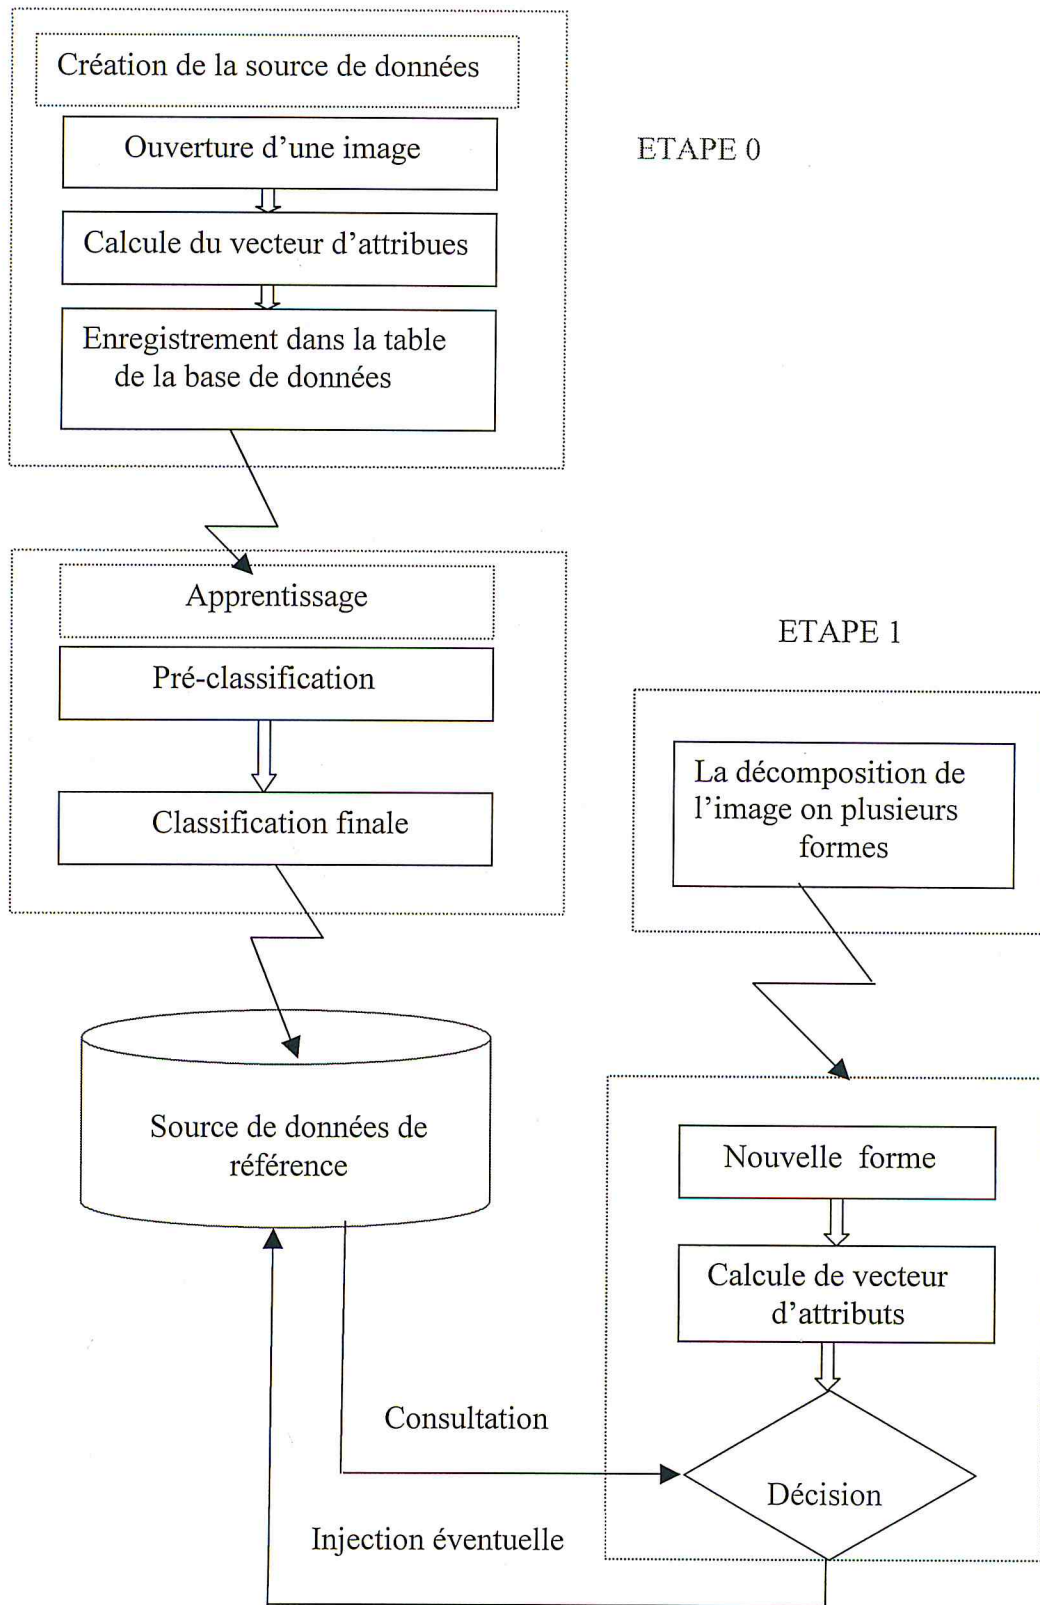 Création de la source de données
Ouverture d'une image
ETAPE 0
Calcule du vecteur d'attribues
Enregistrement dans la table
de la base de données
Apprentissage
Pré-classification
Classification finale
Source de données de
référence
ETAPE 1
La décomposition de
l'image on plusieurs
formes
Nouvelle forme
Calcule de vecteur
d'attributs
Consultation
Décision
Injection éventuelle